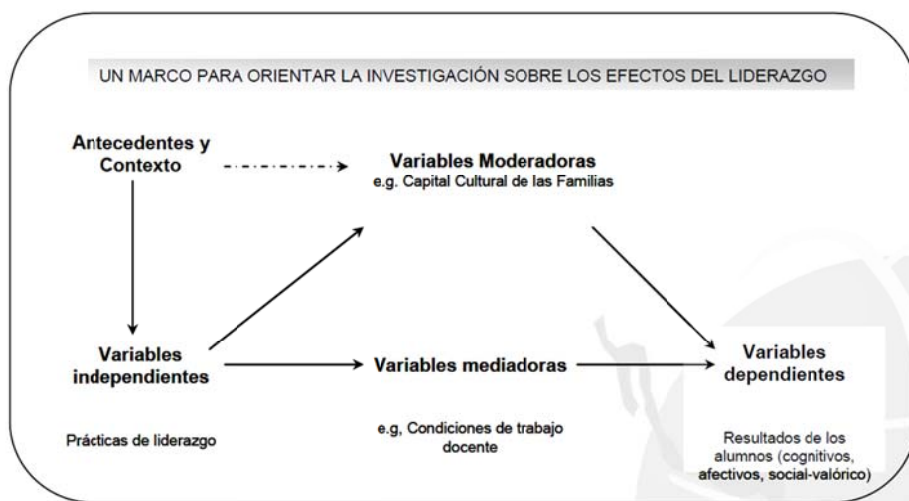 UN MARCO PARA ORIENTAR LA INVESTIGACIÓN SOBRE LOS EFECTOS DEL LIDERAZGO
Antecedentes y
Contexto
Variables Moderadoras
e.g. Capital Cultural de las Familias
Variables
independientes
Variables mediadoras
Variables
dependientes
Prácticas de liderazgo
e.g, Condiciones de trabajo
docente
Resultados de los
alumnos (cognitivos,
afectivos, social-valórico)